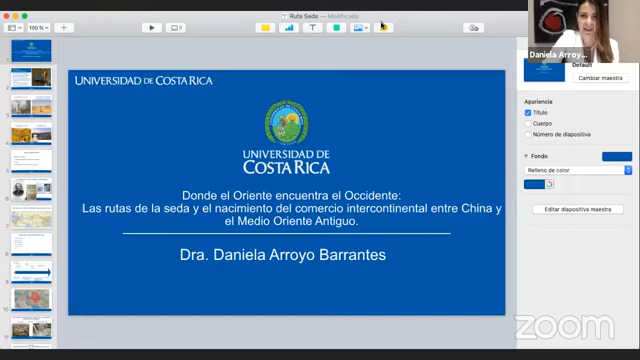 Ruta Seda — Modificado
100 %
Daniela Arroy...
Default
Cambiar maestra
Apariencia
Título
Cuerpo
Número de diapositiva
Fondo
Relleno de color
Editar diapositiva maestra
UNIVERSIDAD DE COSTA RICA
UNIVERSIDAD DE
COSTA RICA
Donde el Oriente encuentra el Occidente:
Las rutas de la seda y el nacimiento del comercio intercontinental entre China y
el Medio Oriente Antiguo.
Dra. Daniela Arroyo Barrantes
zoom